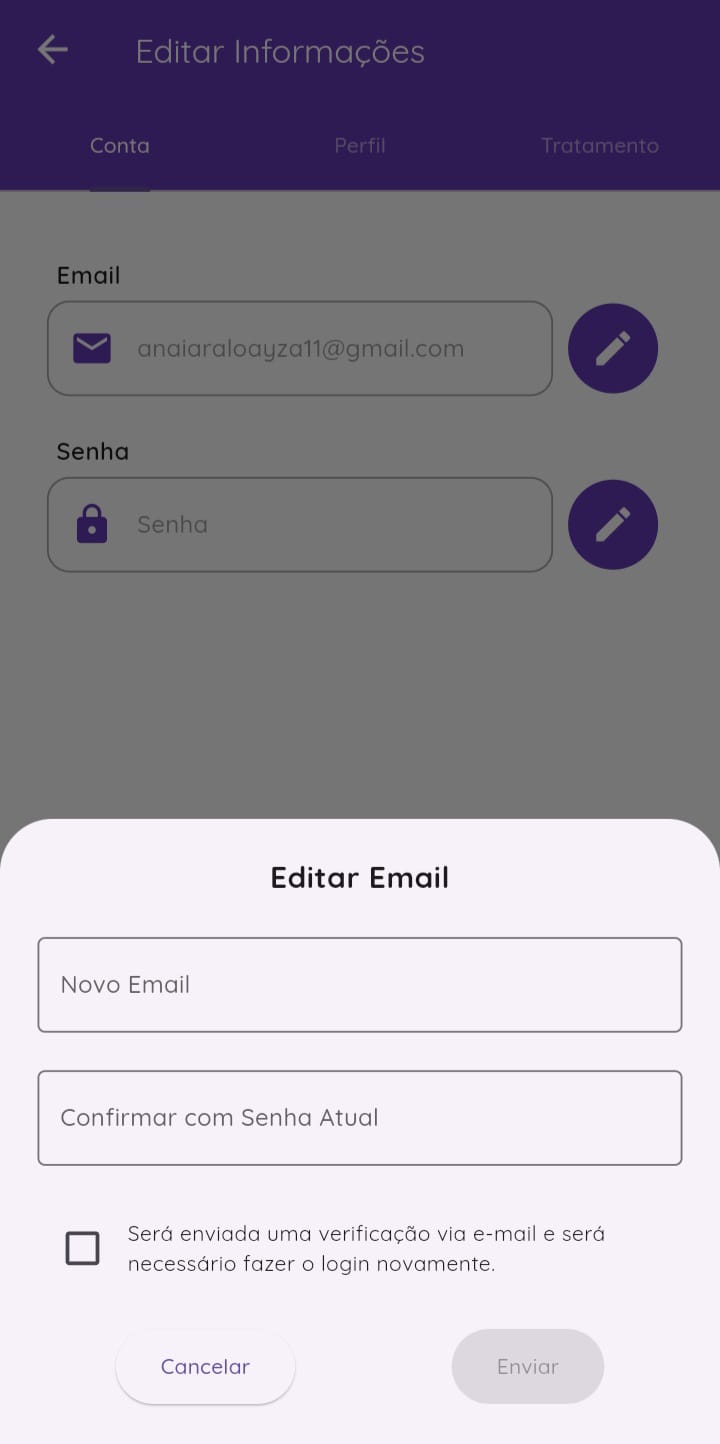 Editar Informações
Conta
Perfil
Tratamento
Email
anaiaraloayza11@gmail.com
Senha
Senha
Editar Email
Novo Email
Confirmar com Senha Atual
Será enviada uma verificação via e-mail e será
necessário fazer o login novamente.
Cancelar
Enviar